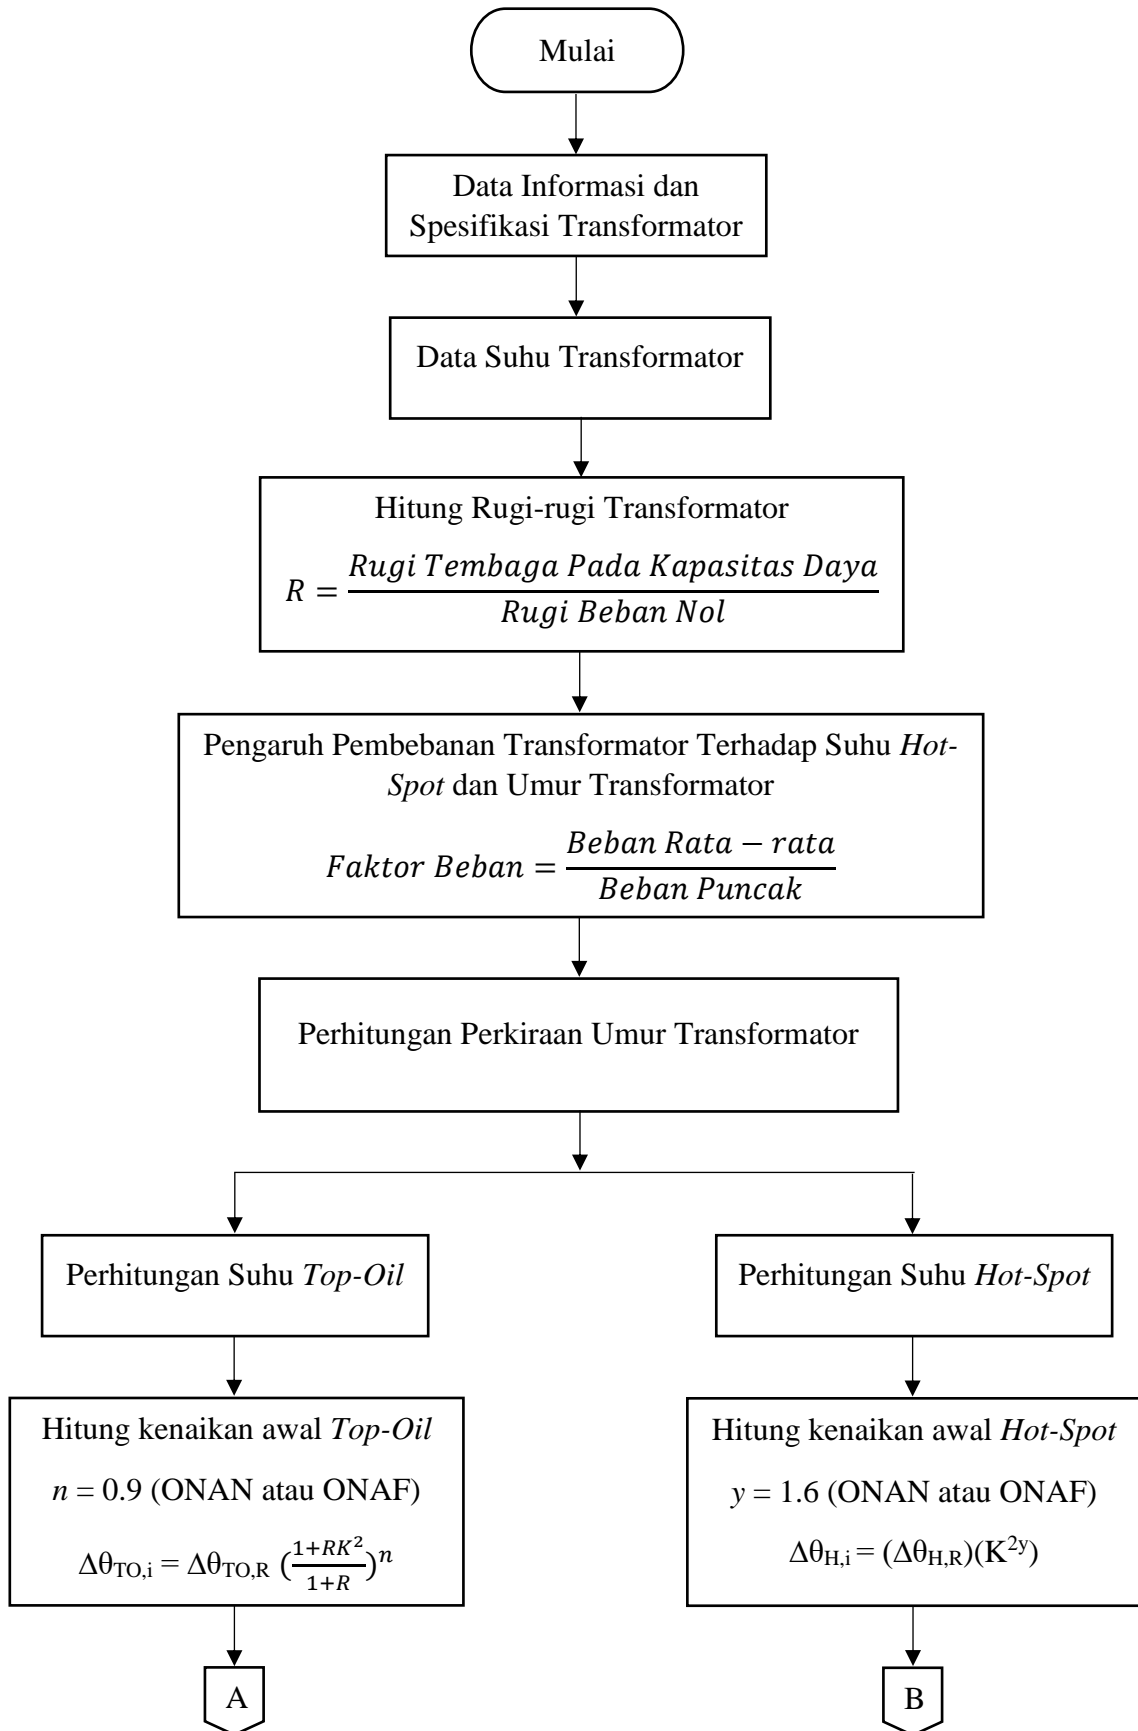 Mulai
Data Informasi dan
Spesifikasi Transformator
Data Suhu Transformator
Hitung Rugi-rugi Transformator
R = Rugi Tembaga Pada Kapasitas Daya / Rugi Beban Nol
Pengaruh Pembebanan Transformator Terhadap Suhu Hot-
Spot dan Umur Transformator
Faktor Beban = Beban Rata − rata / Beban Puncak
Perhitungan Perkiraan Umur Transformator
Perhitungan Suhu Top-Oil
Hitung kenaikan awal Top-Oil
n = 0.9 (ONAN atau ONAF)
Δθ_TO,i = Δθ_TO,R ((1+RK²)/(1+R))ⁿ
A
Perhitungan Suhu Hot-Spot
Hitung kenaikan awal Hot-Spot
y = 1.6 (ONAN atau ONAF)
Δθ_H,i = (Δθ_H,R)(K^2y)
B